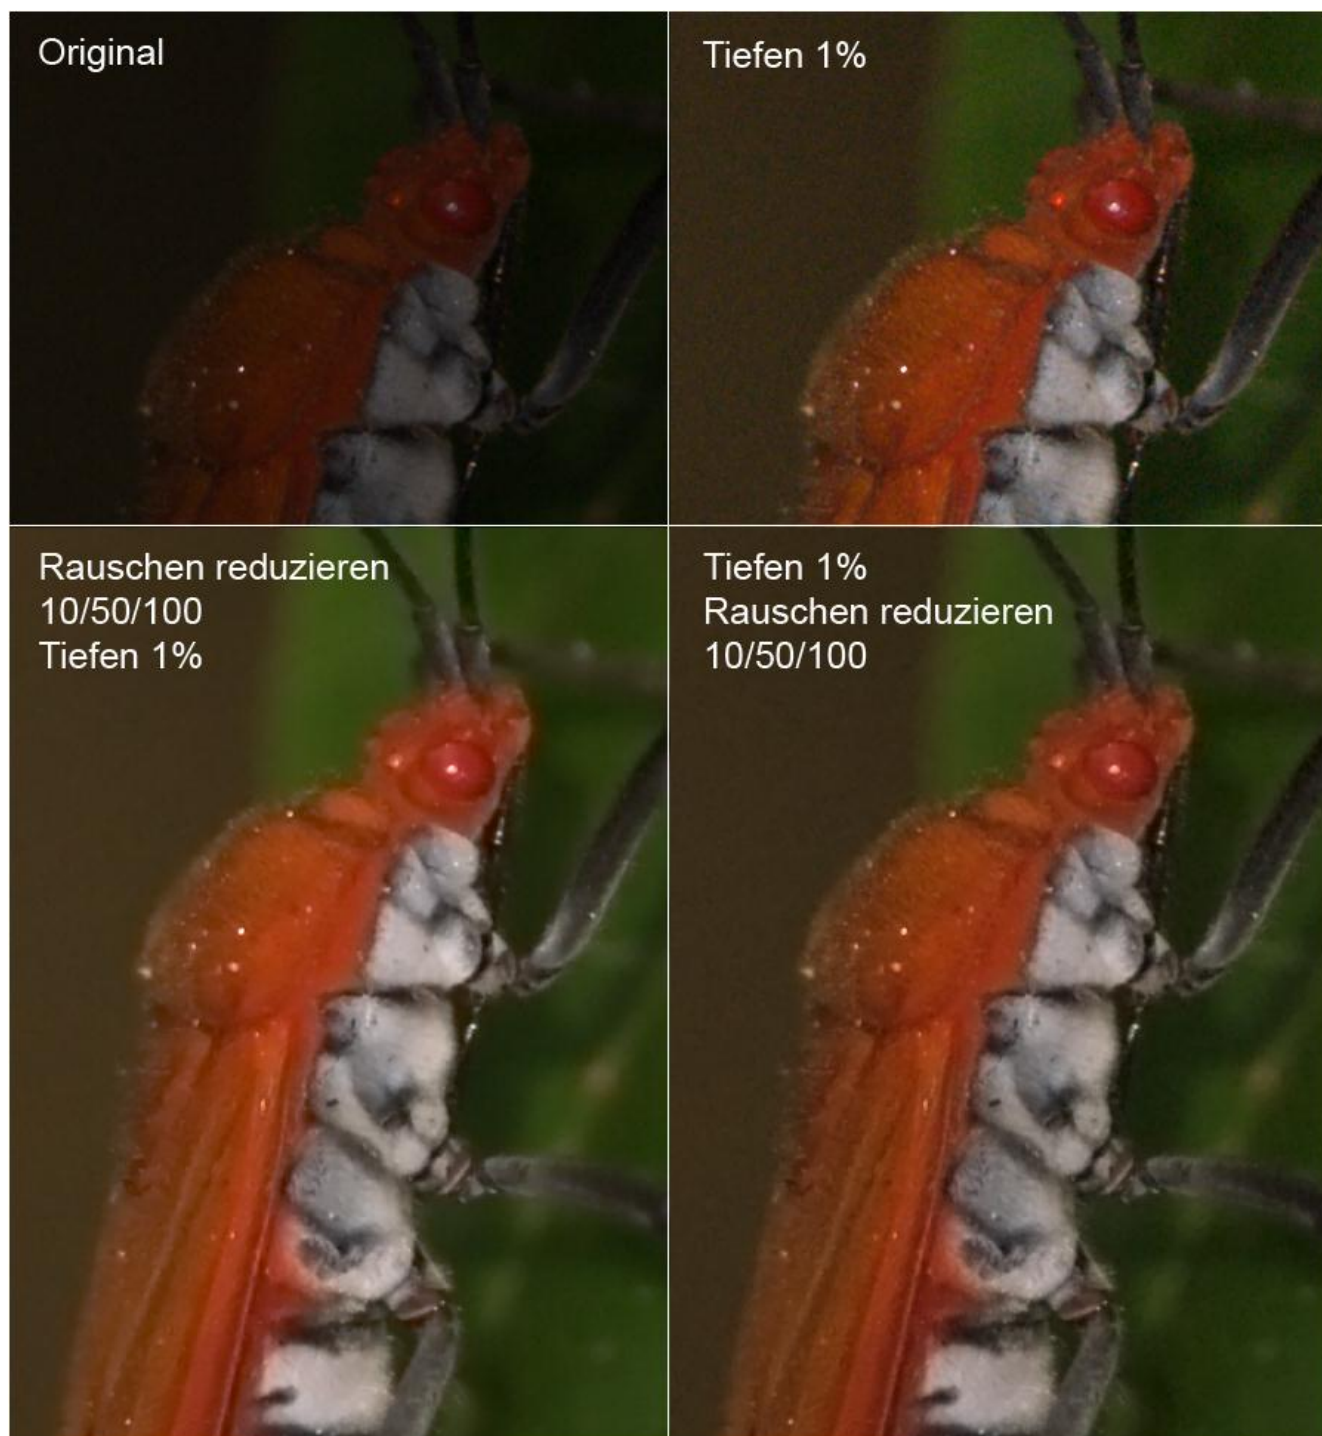 Original
Tiefen 1%
Rauschen reduzieren
10/50/100
Tiefen 1%
Tiefen 1%
Rauschen reduzieren
10/50/100